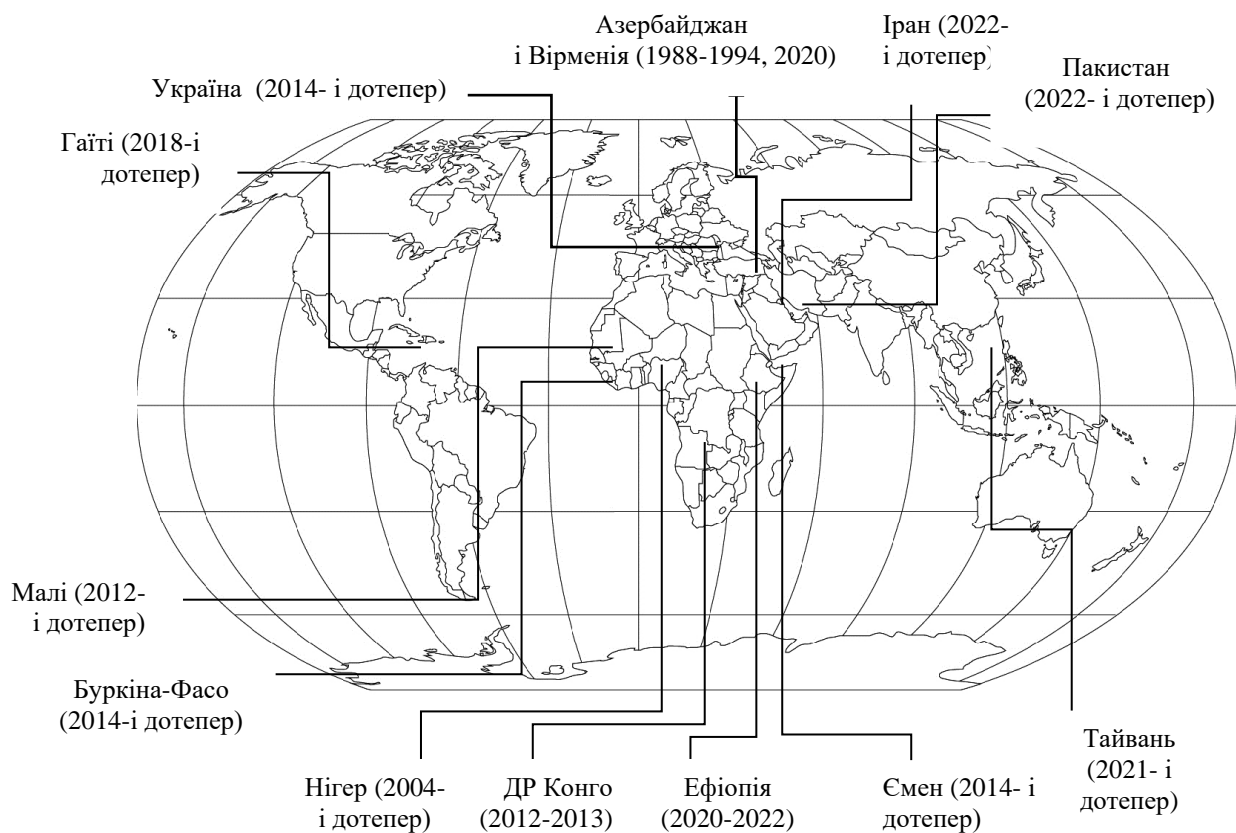 Азербайджан
і Вірменія (1988-1994, 2020)
Іран (2022-
і дотепер)
Пакистан
(2022- і дотепер)
Україна (2014- і дотепер)
Гаїті (2018-і
дотепер)
Малі (2012-
і дотепер)
Буркіна-Фасо
(2014-і дотепер)
Нігер (2004-
і дотепер)
ДР Конго
(2012-2013)
Ефіопія
(2020-2022)
Ємен (2014- і
дотепер)
Тайвань
(2021- і
дотепер)